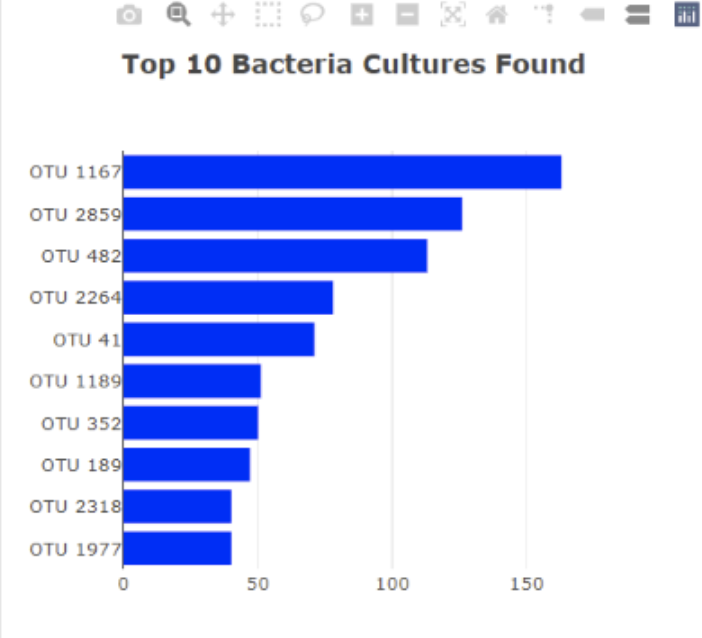 Top 10 Bacteria Cultures Found
OTU 1167
OTU 2859
OTU 482
OTU 2264
OTU 41
OTU 1189
OTU 352
OTU 189
OTU 2318
OTU 1977
0 50 100 150